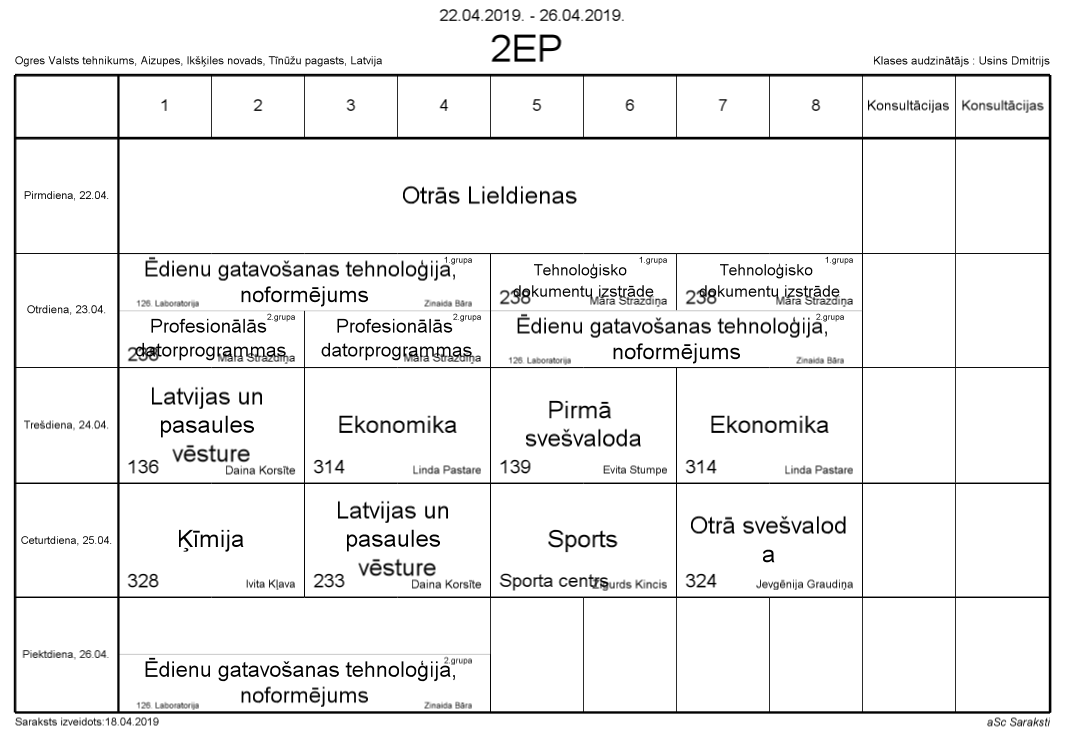 22.04.2019. - 26.04.2019.
2EP
Ogres Valsts tehnikums, Aizupes, Ikšķiles novads, Tīnūžu pagasts, Latvija
Klases audzinātājs : Usins Dmitrijs
1 2 3 4 5 6 7 8 Konsultācijas Konsultācijas
Pirmdiena, 22.04.
Otrās Lieldienas
Otrdiena, 23.04.
1.grupa
Ēdienu gatavošanas tehnoloģija,
noformējums
126. Laboratorija
Zinaida Bāra
1.grupa
Tehnoloģisko
dokumentu izstrāde
238
Māra Strazdiņa
1.grupa
Tehnoloģisko
dokumentu izstrāde
238
Māra Strazdiņa
2.grupa
Profesionālās
datorprogrammas
238
Māra Strazdiņa
2.grupa
Profesionālās
datorprogrammas
Māra Strazdiņa
2.grupa
Ēdienu gatavošanas tehnoloģija,
noformējums
126. Laboratorija
Zinaida Bāra
Trešdiena, 24.04.
Latvijas un
pasaules
vēsture
136
Daina Korsīte
Ekonomika
314
Linda Pastare
Pirmā
svešvaloda
139
Evita Stumpe
Ekonomika
314
Linda Pastare
Ceturtdiena, 25.04.
Ķīmija
328
Ivita Kļava
Latvijas un
pasaules
vēsture
233
Daina Korsīte
Sports
Sporta centrs
Zigurds Kincis
Otrā svešvalod
a
324
Jevgēnija Graudiņa
Piektdiena, 26.04.
2.grupa
Ēdienu gatavošanas tehnoloģija,
noformējums
126. Laboratorija
Zinaida Bāra
Saraksts izveidots:18.04.2019
aSc Saraksti